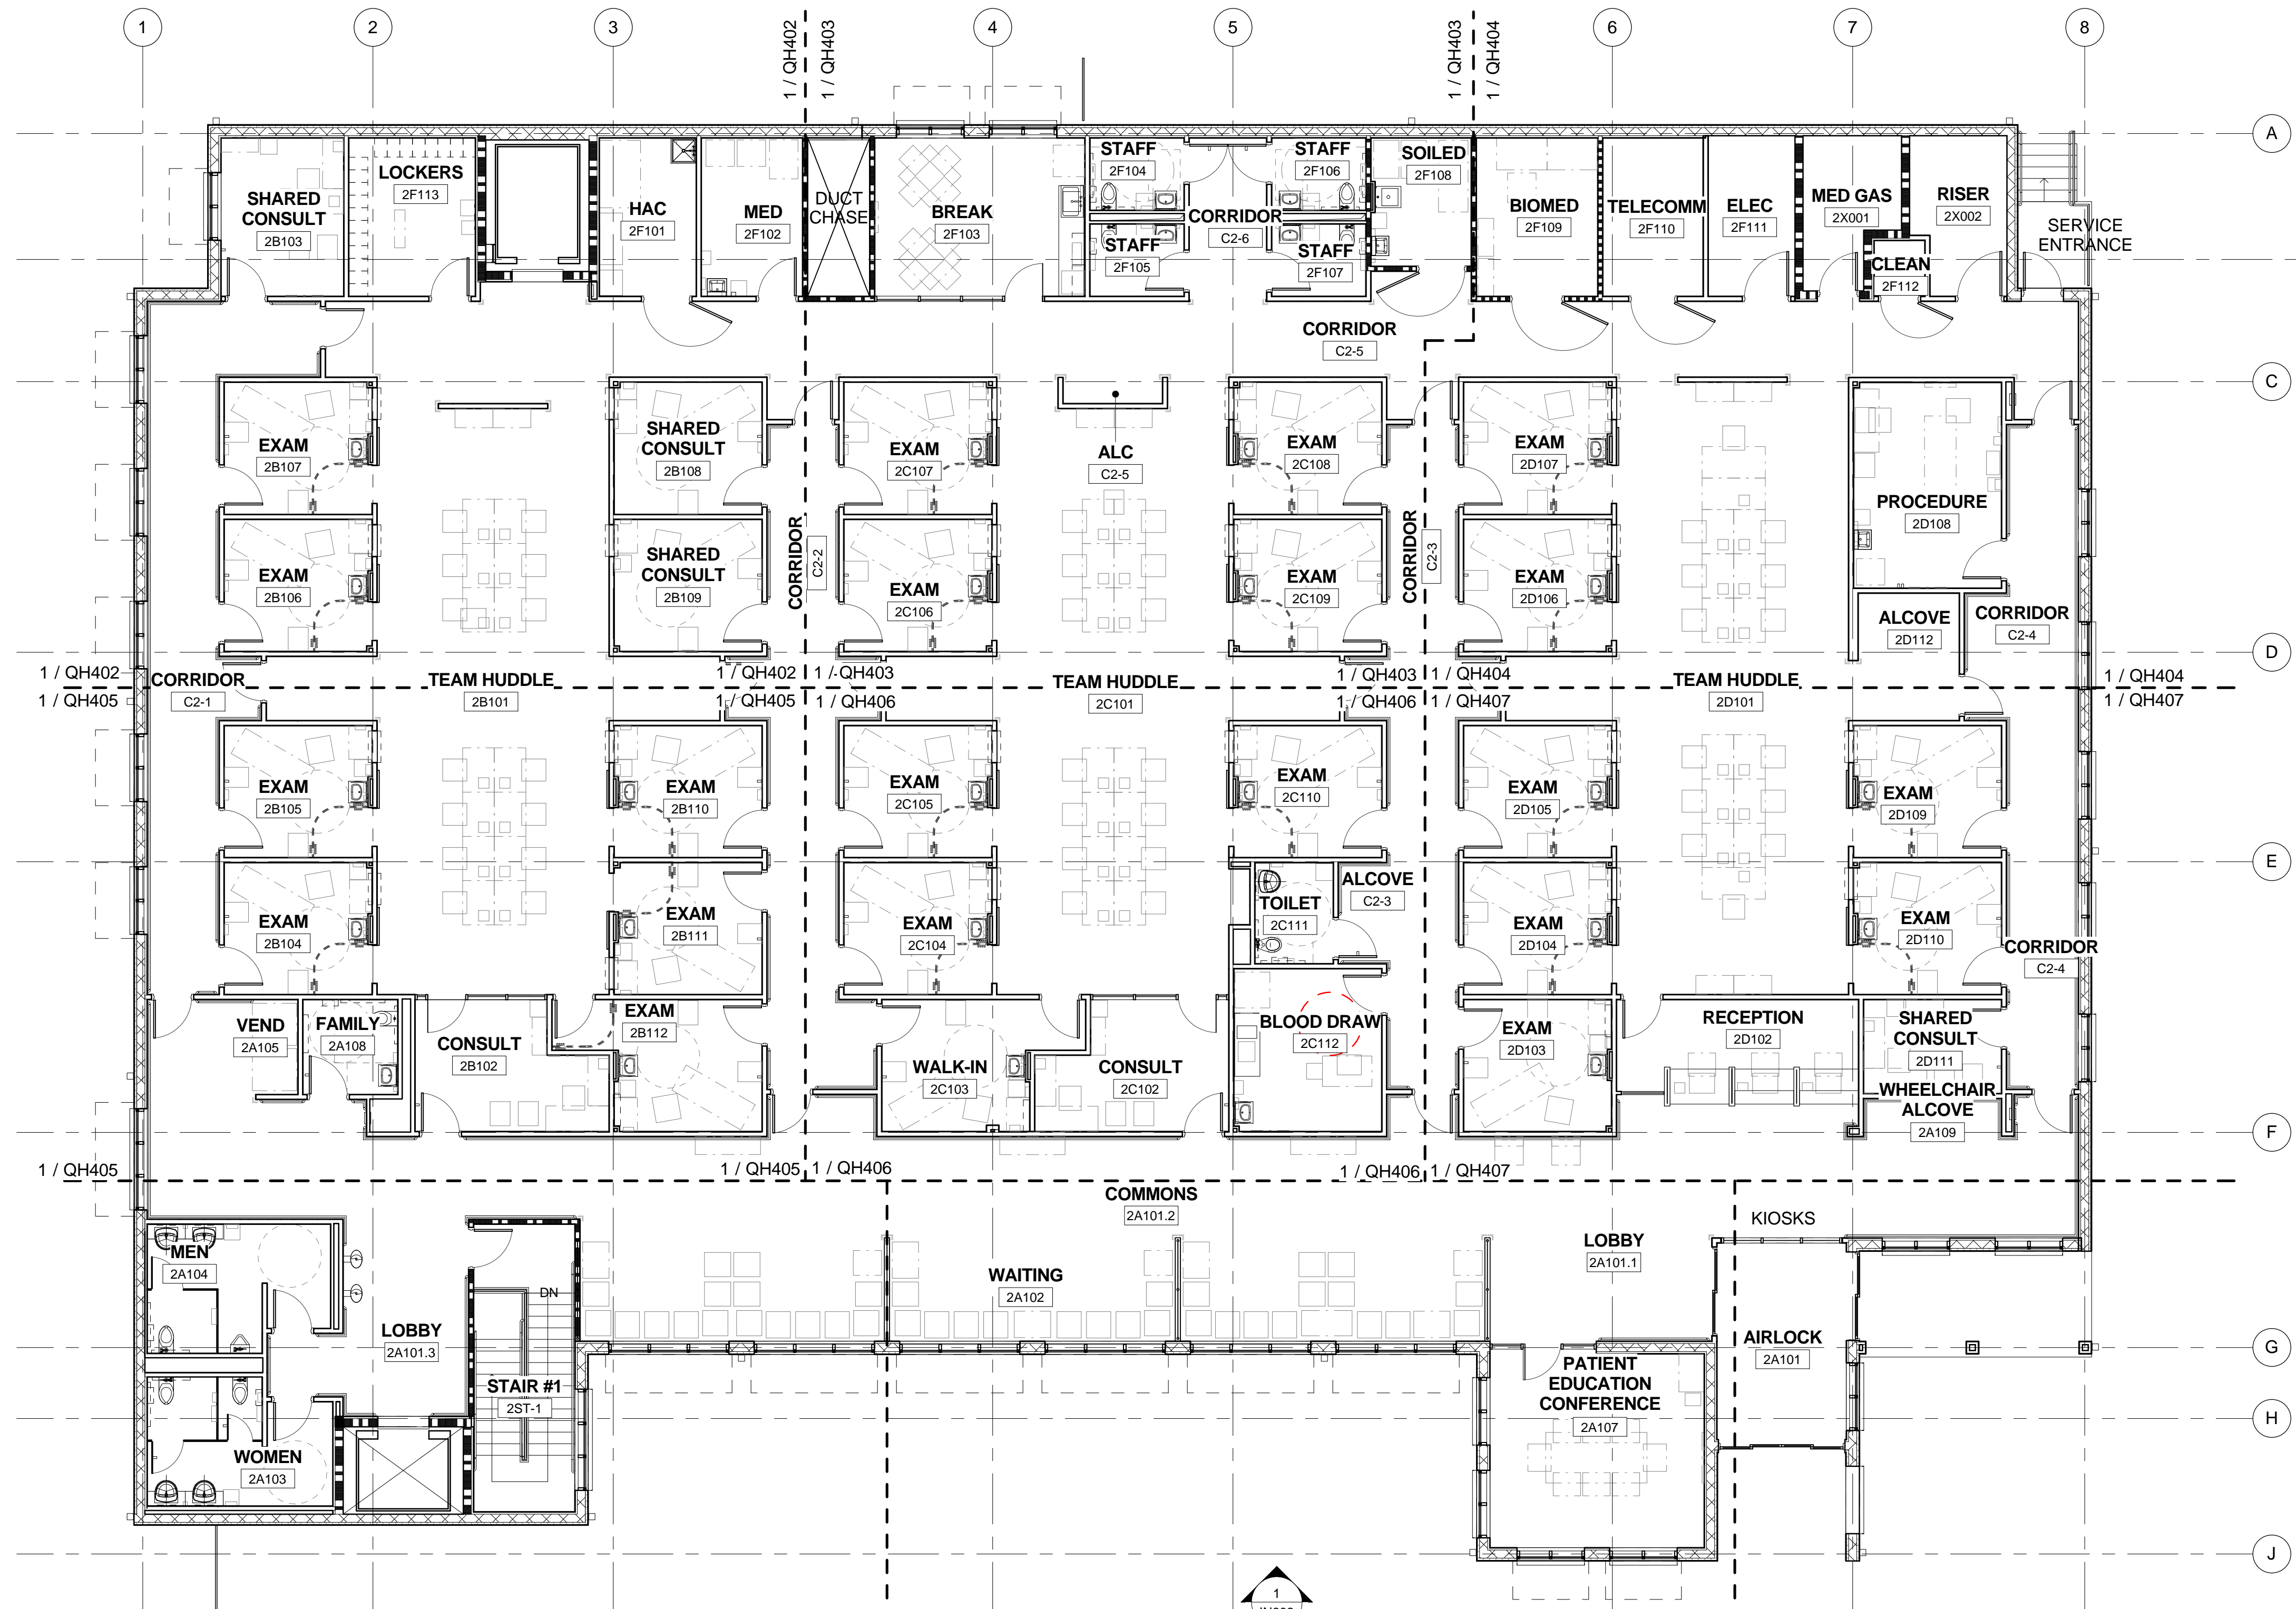 1
2
3
4
5
6
7
8
1 / QH402
1 / QH403
1 / QH403
1 / QH404
A
SHARED
CONSULT
2B103
LOCKERS
2F113
HAC
2F101
MED
2F102
DUCT
CHASE
BREAK
2F103
STAFF
2F104
STAFF
2F105
CORRIDOR
C2-6
STAFF
2F106
STAFF
2F107
SOILED
2F108
BIOMED
2F109
TELECOMM
2F110
ELEC
2F111
MED GAS
2X001
CLEAN
2F112
RISER
2X002
SERVICE
ENTRANCE
CORRIDOR
C2-5
C
EXAM
2B107
SHARED
CONSULT
2B108
EXAM
2C107
ALC
C2-5
EXAM
2C108
EXAM
2D107
PROCEDURE
2D108
EXAM
2B106
SHARED
CONSULT
2B109
CORRIDOR
C2-2
EXAM
2C106
EXAM
2C109
CORRIDOR
C2-3
EXAM
2D106
ALCOVE
2D112
CORRIDOR
C2-4
D
1 / QH402
1 / QH405
CORRIDOR
C2-1
TEAM HUDDLE
2B101
1 / QH402
1 / QH405
1 / QH403
1 / QH406
TEAM HUDDLE
2C101
1 / QH403
1 / QH406
1 / QH404
1 / QH407
TEAM HUDDLE
2D101
1 / QH404
1 / QH407
EXAM
2B105
EXAM
2B110
EXAM
2C105
EXAM
2C110
EXAM
2D105
EXAM
2D109
E
EXAM
2B104
EXAM
2B111
EXAM
2C104
TOILET
2C111
ALCOVE
C2-3
EXAM
2D104
EXAM
2D110
CORRIDOR
C2-4
VEND
2A105
FAMILY
2A108
CONSULT
2B102
EXAM
2B112
WALK-IN
2C103
CONSULT
2C102
BLOOD DRAW
2C112
EXAM
2D103
RECEPTION
2D102
SHARED
CONSULT
2D111
WHEELCHAIR
ALCOVE
2A109
F
1 / QH405
1 / QH405
1 / QH406
1 / QH406
1 / QH407
COMMONS
2A101.2
KIOSKS
MEN
2A104
LOBBY
2A101.3
DN
WAITING
2A102
LOBBY
2A101.1
AIRLOCK
2A101
G
STAIR #1
2ST-1
PATIENT
EDUCATION
CONFERENCE
2A107
H
WOMEN
2A103
J
1